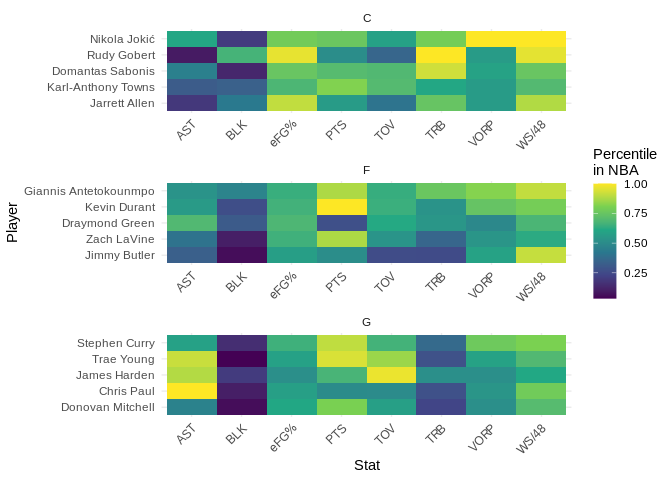 C
Nikola Jokić
Rudy Gobert
Domantas Sabonis
Karl-Anthony Towns
Jarrett Allen
AST BLK eFG% PTS TOV TRB VORP WS/48
F
Giannis Antetokounmpo
Kevin Durant
Draymond Green
Zach LaVine
Jimmy Butler
AST BLK eFG% PTS TOV TRB VORP WS/48
G
Stephen Curry
Trae Young
James Harden
Chris Paul
Donovan Mitchell
AST BLK eFG% PTS TOV TRB VORP WS/48
Stat
Player
Percentile
in NBA
1.00
0.75
0.50
0.25